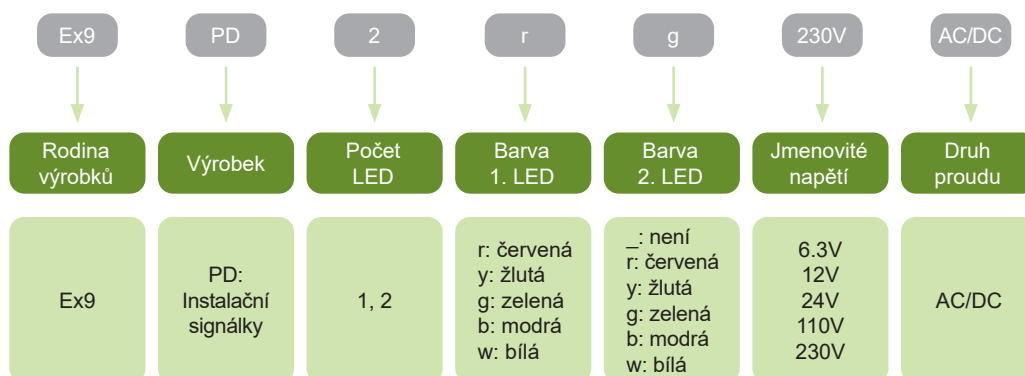 Ex9 PD 2 r g 230V AC/DC
Rodina výrobků
Výrobek
Počet LED
Barva 1. LED
Barva 2. LED
Jmenovité napětí
Druh proudu
Ex9
PD:
Instalační
signálky
1, 2
r: červená
y: žlutá
g: zelená
b: modrá
w: bílá
_: není
r: červená
y: žlutá
g: zelená
b: modrá
w: bílá
6.3V
12V
24V
110V
230V
AC/DC